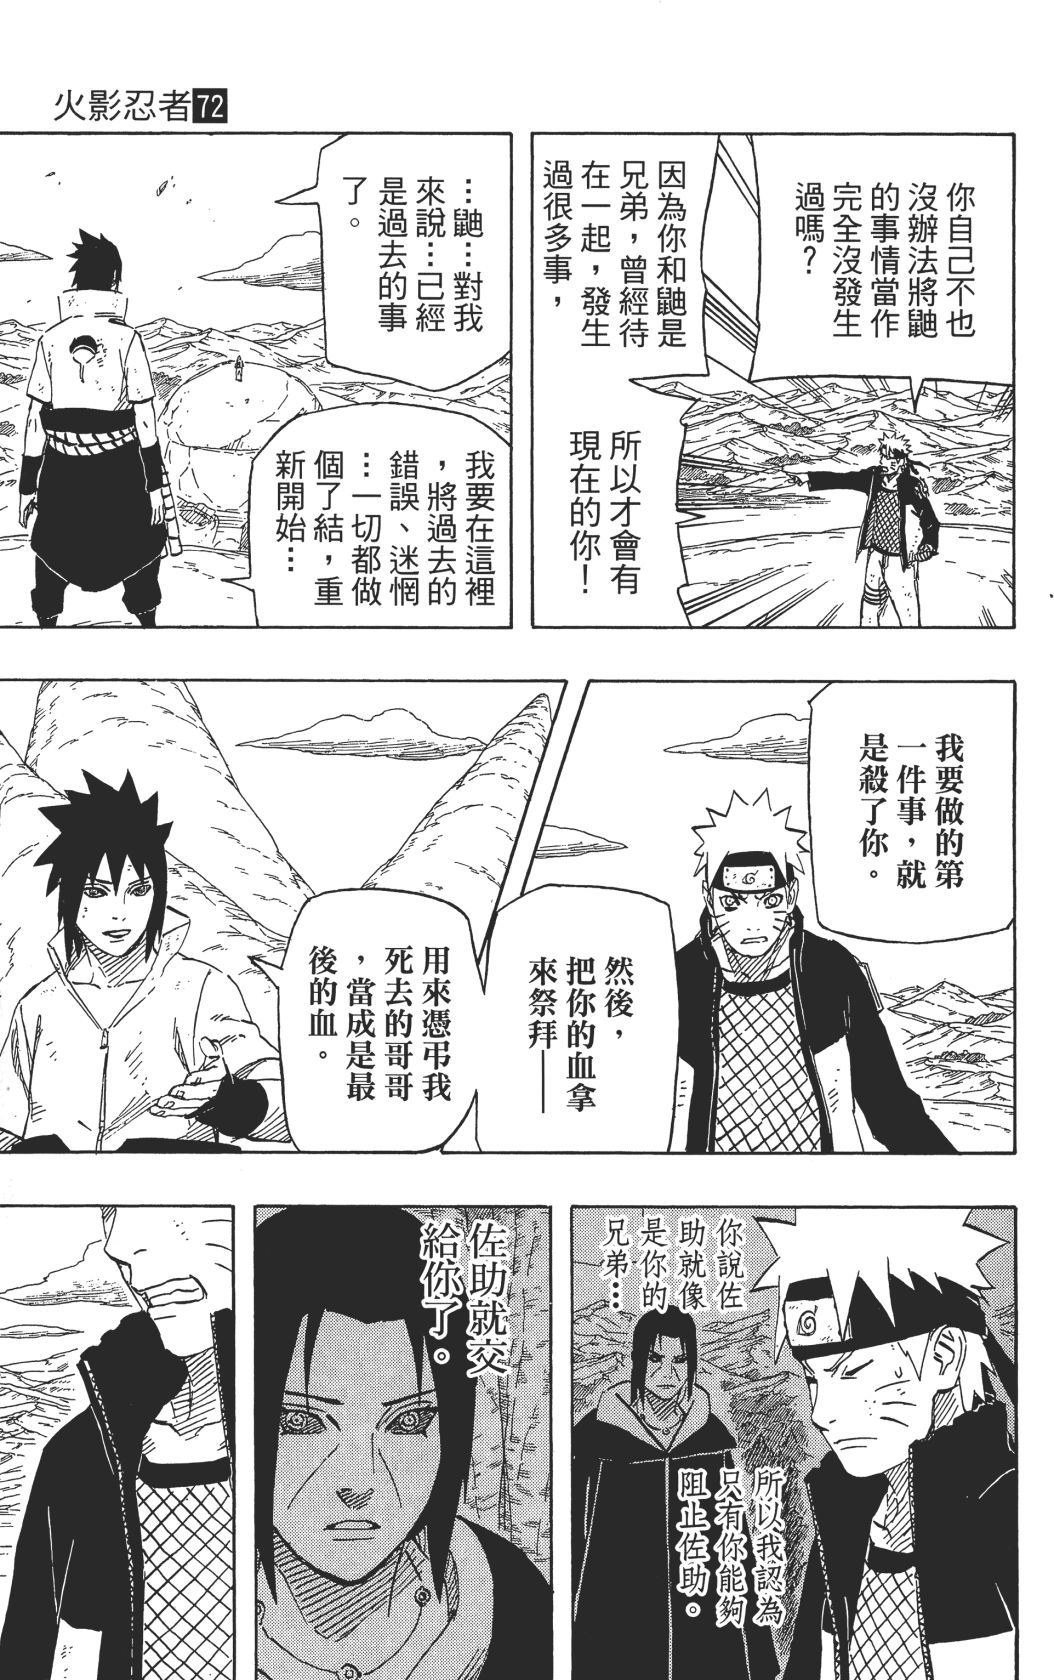 火影忍者72
你自己不也
沒辦法將鼬
的事情當作
完全沒發生
過嗎？
因為你和鼬是
兄弟，曾經待
在一起，發生
過很多事，
所以才會有
現在的你！
…鼬…對我
來說…已經
是過去的事
了。
我要在這裡
，將過去的
錯誤、迷惘
…一切都做
個了結，重
新開始…
我要做的第
一件事，就
是殺了你。
然後，
把你的血拿
來祭拜——
用來憑弔我
死去的哥哥
，當成是最
後的血。
你說佐
助就像
是你的
兄弟…
所以我認為
只有你能夠
阻止佐助。
佐助就交
給你了。